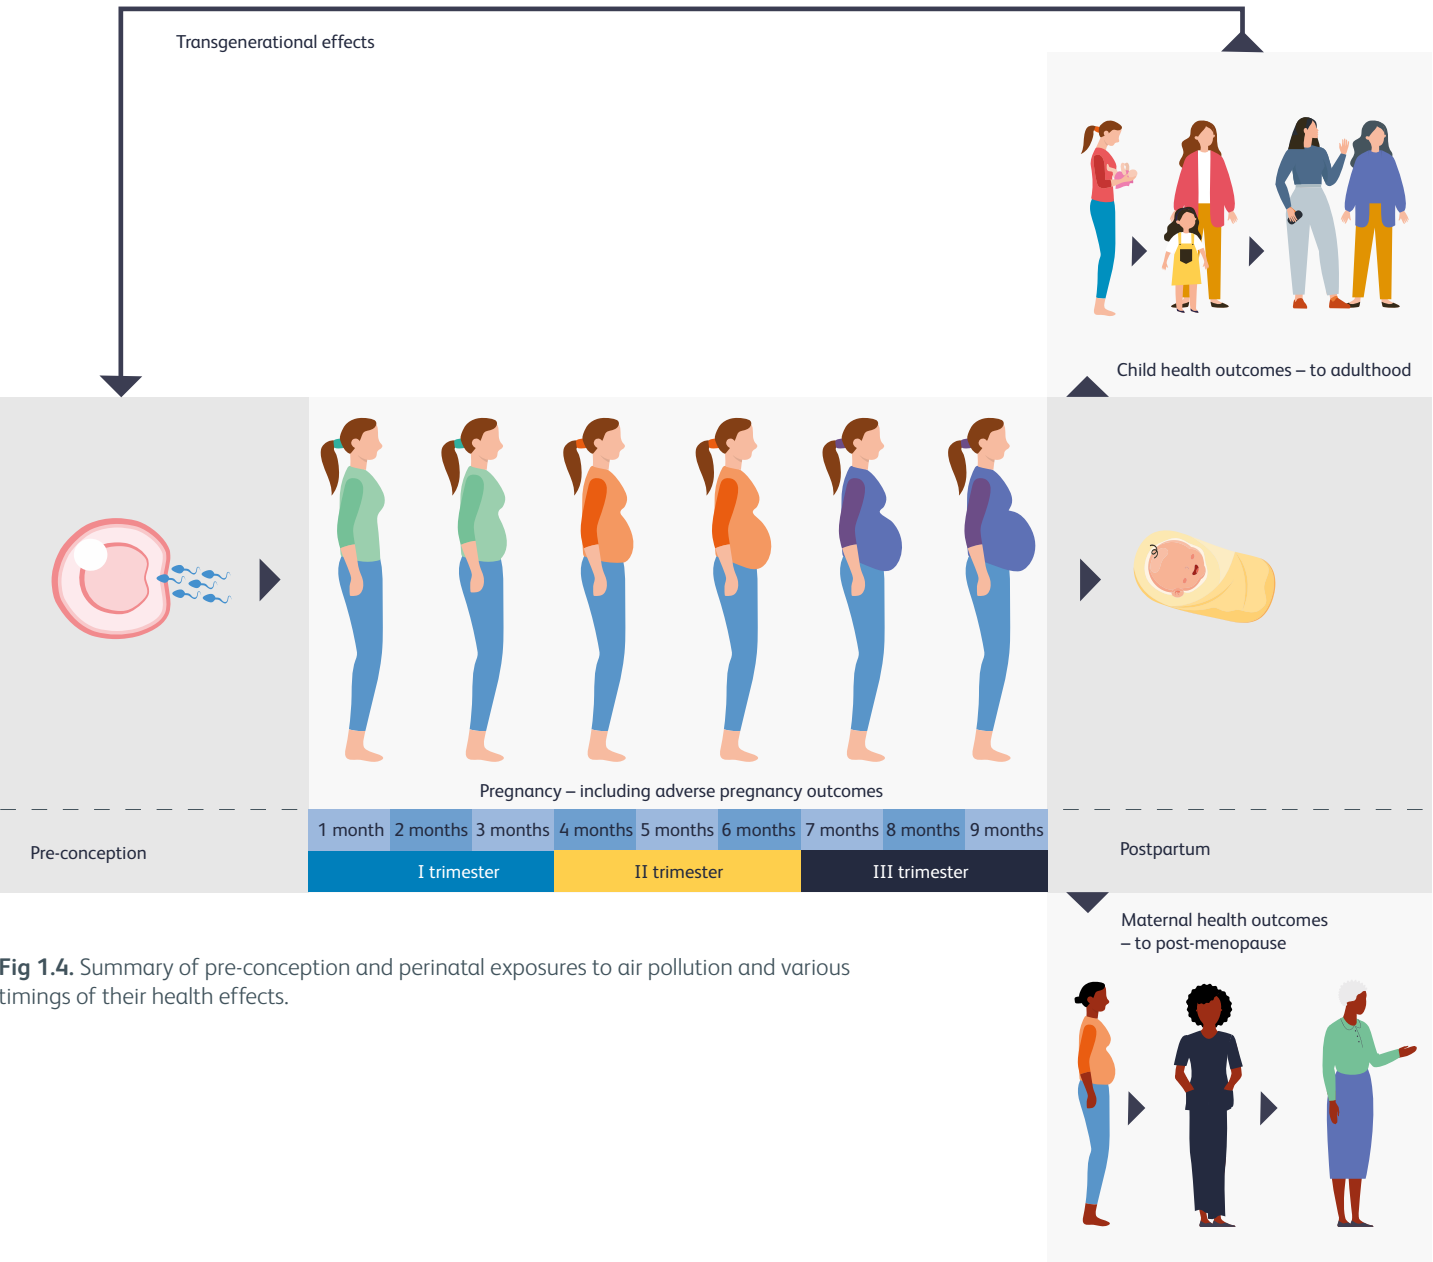 Transgenerational effects
Child health outcomes – to adulthood
Pregnancy – including adverse pregnancy outcomes
1 month 2 months 3 months 4 months 5 months 6 months 7 months 8 months 9 months
Pre-conception
I trimester II trimester III trimester
Postpartum
Maternal health outcomes
– to post-menopause
Fig 1.4. Summary of pre-conception and perinatal exposures to air pollution and various
timings of their health effects.